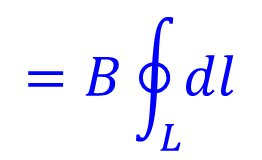 = B ∮_L dl